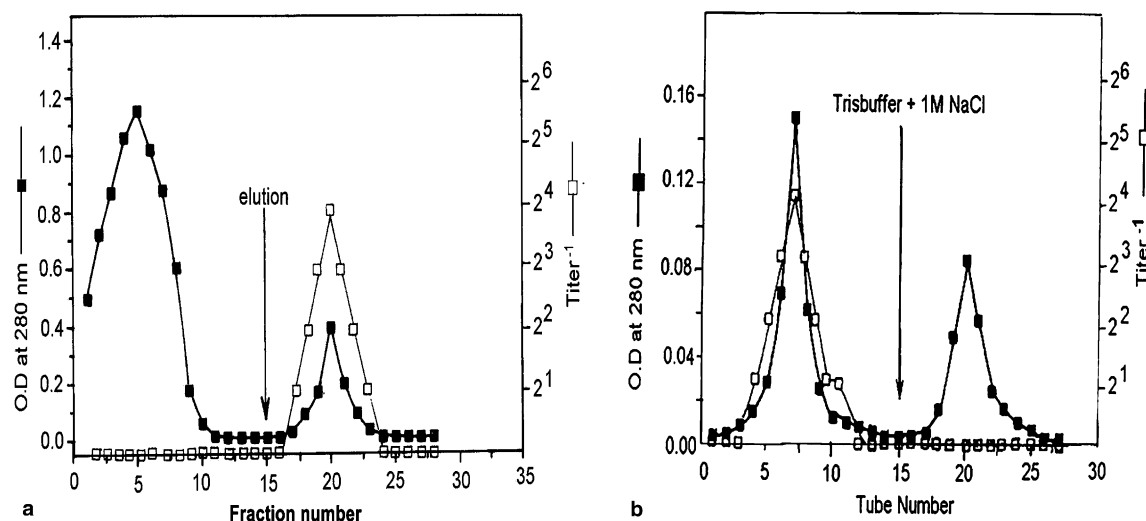 1.4
1.2
1.0
0.8
0.6
0.4
0.2
0.0
O.D at 280 nm
elution
2^6
2^5
2^4
2^3
2^2
2^1
Titer^-1
0 5 10 15 20 25 30 35
Fraction number
a
0.16
0.12
0.08
0.04
0.00
O.D at 280 nm
Trisbuffer + 1M NaCl
2^6
2^5
2^4
2^3
2^2
2^1
Titer^-1
0 5 10 15 20 25 30
Tube Number
b